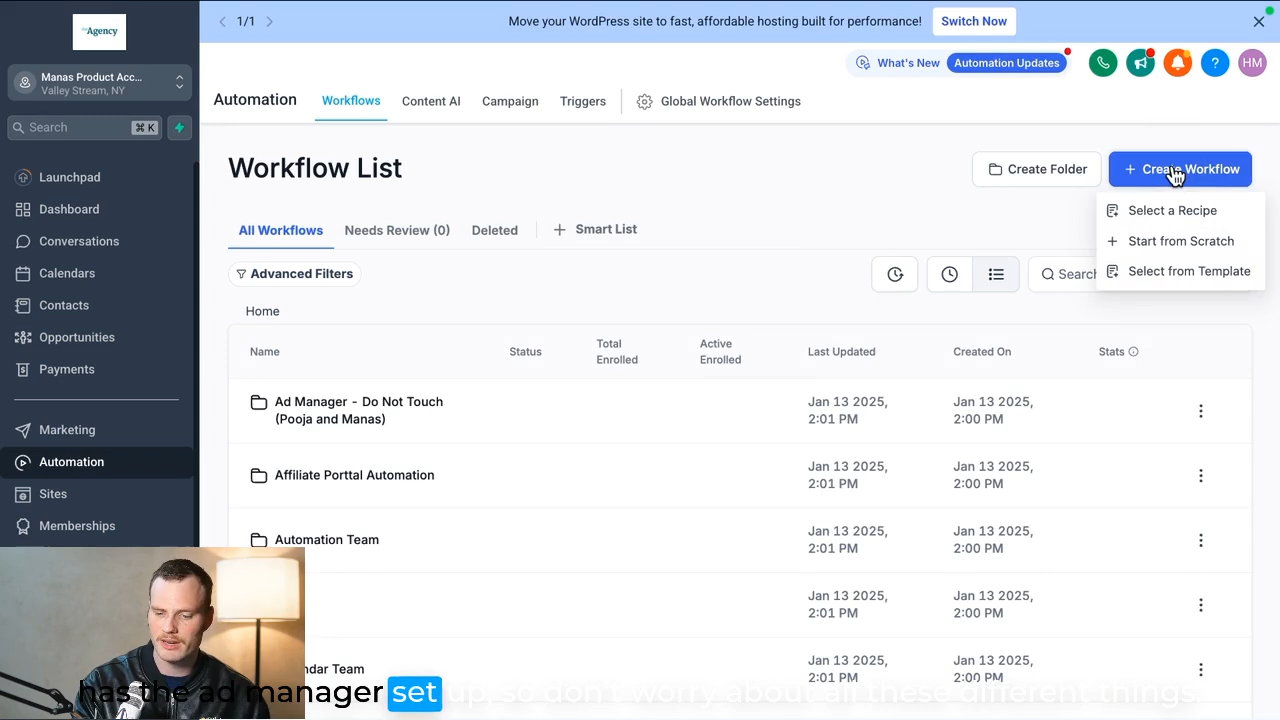 1/1
Move your WordPress site to fast, affordable hosting built for performance!
Switch Now
Agency
Manas Product Acc...
Valley Stream, NY
Search
⌘ K
What's New
Automation Updates
HM
Automation
Workflows
Content AI
Campaign
Triggers
Global Workflow Settings
Launchpad
Dashboard
Conversations
Calendars
Contacts
Opportunities
Payments
Marketing
Automation
Sites
Memberships
Workflow List
Create Folder
+ Create Workflow
Select a Recipe
+ Start from Scratch
Select from Template
All Workflows
Needs Review (0)
Deleted
+ Smart List
Advanced Filters
Search
Home
Name
Status
Total
Enrolled
Active
Enrolled
Last Updated
Created On
Stats
Ad Manager - Do Not Touch
(Pooja and Manas)
Jan 13 2025,
2:01 PM
Jan 13 2025,
2:00 PM
Affiliate Porttal Automation
Jan 13 2025,
2:01 PM
Jan 13 2025,
2:00 PM
Automation Team
Jan 13 2025,
2:01 PM
Jan 13 2025,
2:00 PM
Jan 13 2025,
2:01 PM
Jan 13 2025,
2:00 PM
ndar Team
Jan 13 2025,
2:01 PM
Jan 13 2025,
2:00 PM
has the ad manager set up, so don't worry about all these different things